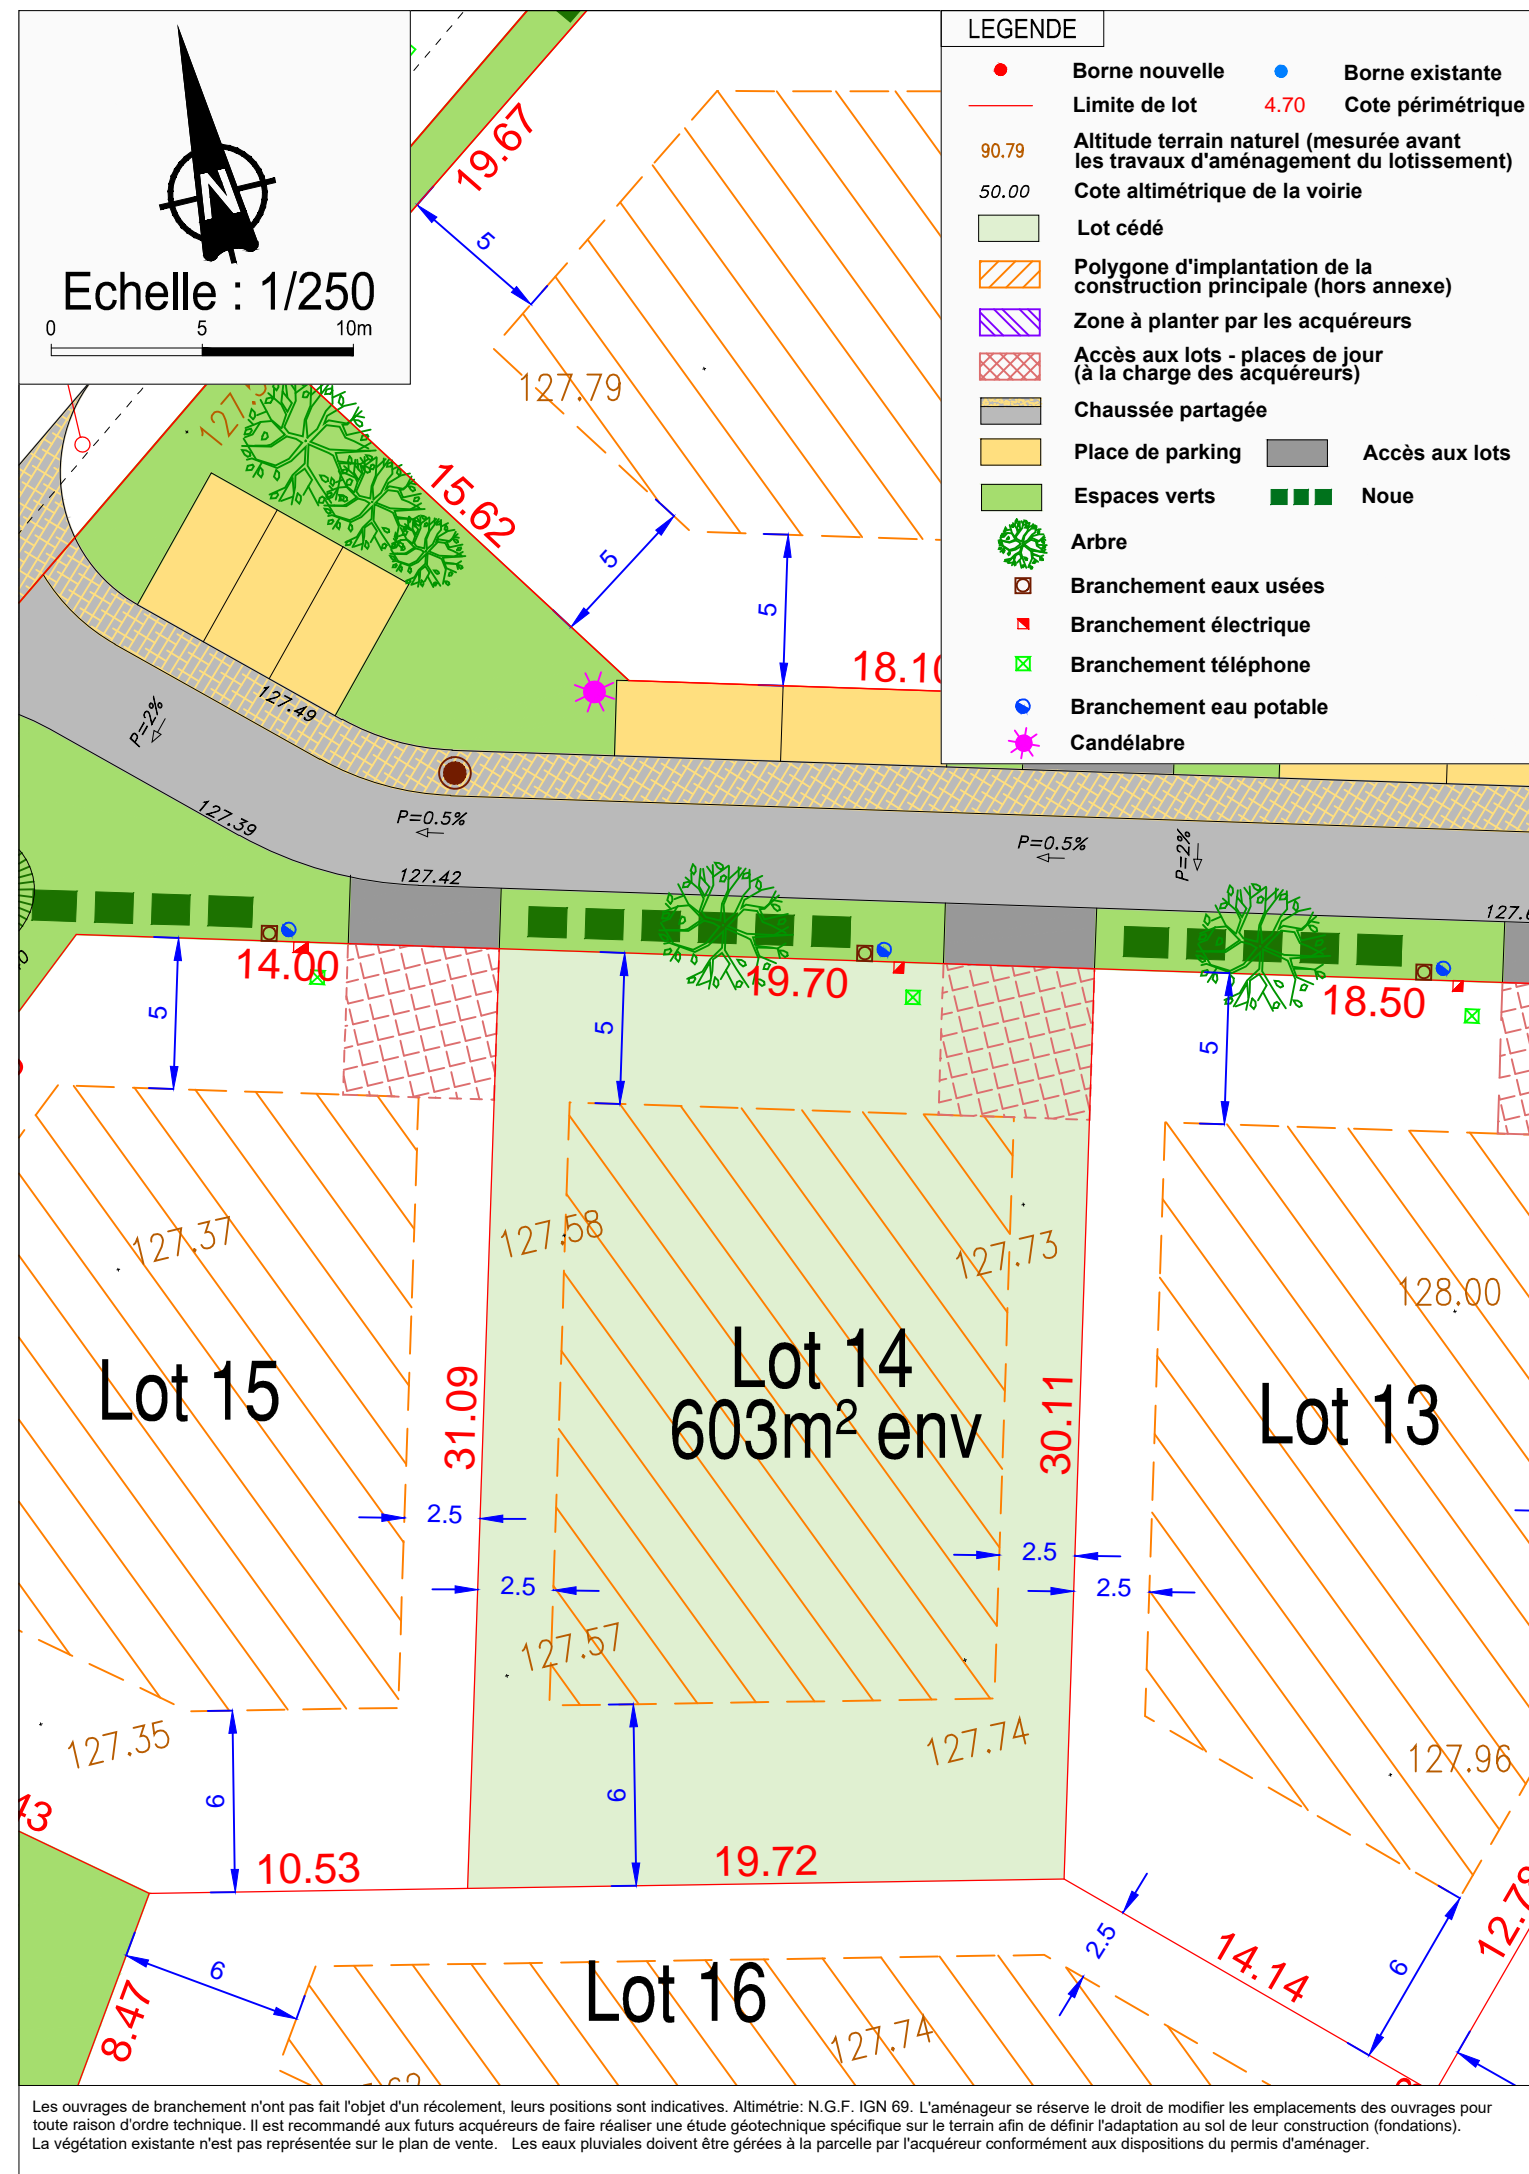 N
Echelle : 1/250
0 5 10m
LEGENDE
Borne nouvelle
Borne existante
Limite de lot
4.70 Cote périmétrique
90.79 Altitude terrain naturel (mesurée avant
les travaux d'aménagement du lotissement)
50.00 Cote altimétrique de la voirie
Lot cédé
Polygone d'implantation de la
construction principale (hors annexe)
Zone à planter par les acquéreurs
Accès aux lots - places de jour
(à la charge des acquéreurs)
Chaussée partagée
Place de parking
Accès aux lots
Espaces verts
Noue
Arbre
Branchement eaux usées
Branchement électrique
Branchement téléphone
Branchement eau potable
Candélabre
19.67
5
127.79
15.62
5
5
18.10
127.49
P=2%
127.39
P=0.5%
127.42
P=0.5%
P=2%
14.00
19.70
18.50
5
5
5
127.37
127.58
127.73
128.00
Lot 15
Lot 14
603m² env
Lot 13
31.09
30.11
2.5
2.5
2.5
2.5
127.57
127.35
127.74
127.96
6
6
43
10.53
19.72
12.78
6
8.47
Lot 16
2.5
14.14
6
127.74
Les ouvrages de branchement n'ont pas fait l'objet d'un récolement, leurs positions sont indicatives. Altimétrie: N.G.F. IGN 69. L'aménageur se réserve le droit de modifier les emplacements des ouvrages pour
toute raison d'ordre technique. Il est recommandé aux futurs acquéreurs de faire réaliser une étude géotechnique spécifique sur le terrain afin de définir l'adaptation au sol de leur construction (fondations).
La végétation existante n'est pas représentée sur le plan de vente. Les eaux pluviales doivent être gérées à la parcelle par l'acquéreur conformément aux dispositions du permis d'aménager.